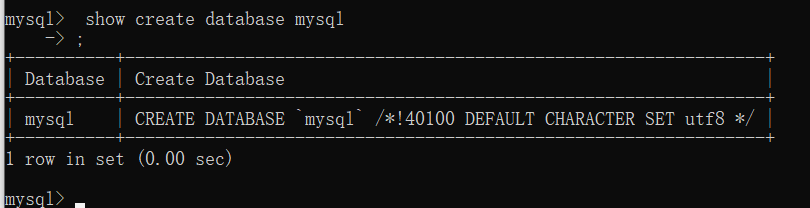 mysql>  show create database mysql
    -> ;
+----------+----------------------------------------------------------------+
| Database | Create Database                                                |
+----------+----------------------------------------------------------------+
| mysql    | CREATE DATABASE `mysql` /*!40100 DEFAULT CHARACTER SET utf8 */ |
+----------+----------------------------------------------------------------+
1 row in set (0.00 sec)
mysql>